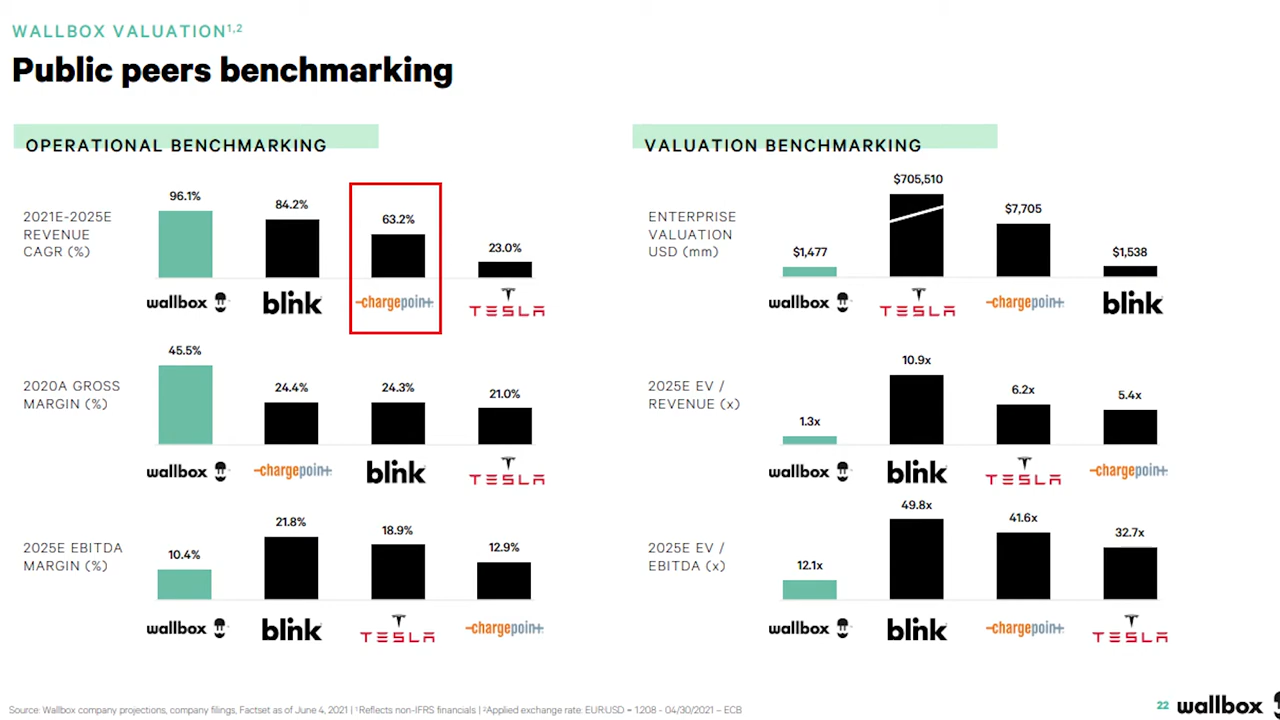 WALLBOX VALUATION1,2
Public peers benchmarking
OPERATIONAL BENCHMARKING
2021E-2025E
REVENUE
CAGR (%)
96.1%
84.2%
63.2%
23.0%
wallbox
blink
-chargepoin+
TESLA
2020A GROSS
MARGIN (%)
45.5%
24.4%
24.3%
21.0%
wallbox
-chargepoin+
blink
TESLA
2025E EBITDA
MARGIN (%)
10.4%
21.8%
18.9%
12.9%
wallbox
blink
TESLA
-chargepoin+
VALUATION BENCHMARKING
ENTERPRISE
VALUATION
USD (mm)
$1,477
$705,510
$7,705
$1,538
wallbox
TESLA
-chargepoin+
blink
2025E EV /
REVENUE (x)
1.3x
10.9x
6.2x
5.4x
wallbox
blink
TESLA
-chargepoin+
2025E EV /
EBITDA (x)
12.1x
49.8x
41.6x
32.7x
wallbox
blink
-chargepoin+
TESLA
Source: Wallbox company projections, company filings, Factset as of June 4, 2021 | 1Reflects non-IFRS financials | 2Applied exchange rate: EUR:USD = 1.208 - 04/30/2021 – ECB
22 wallbox